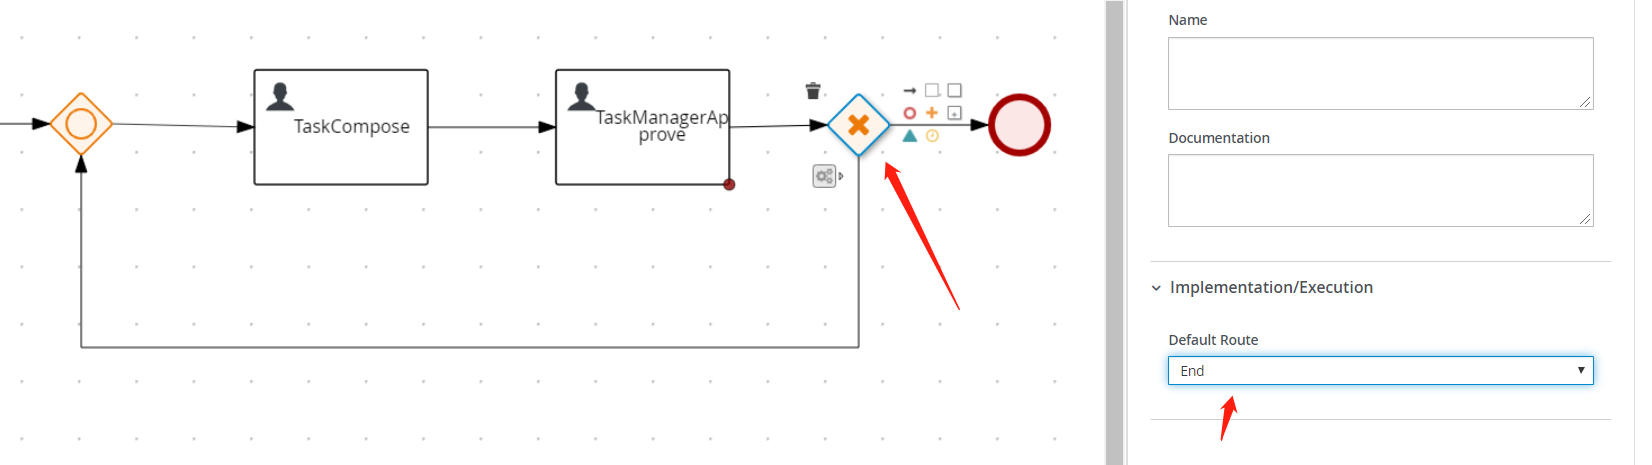 TaskCompose
TaskManagerAp
prove
Name
Documentation
Implementation/Execution
Default Route
End